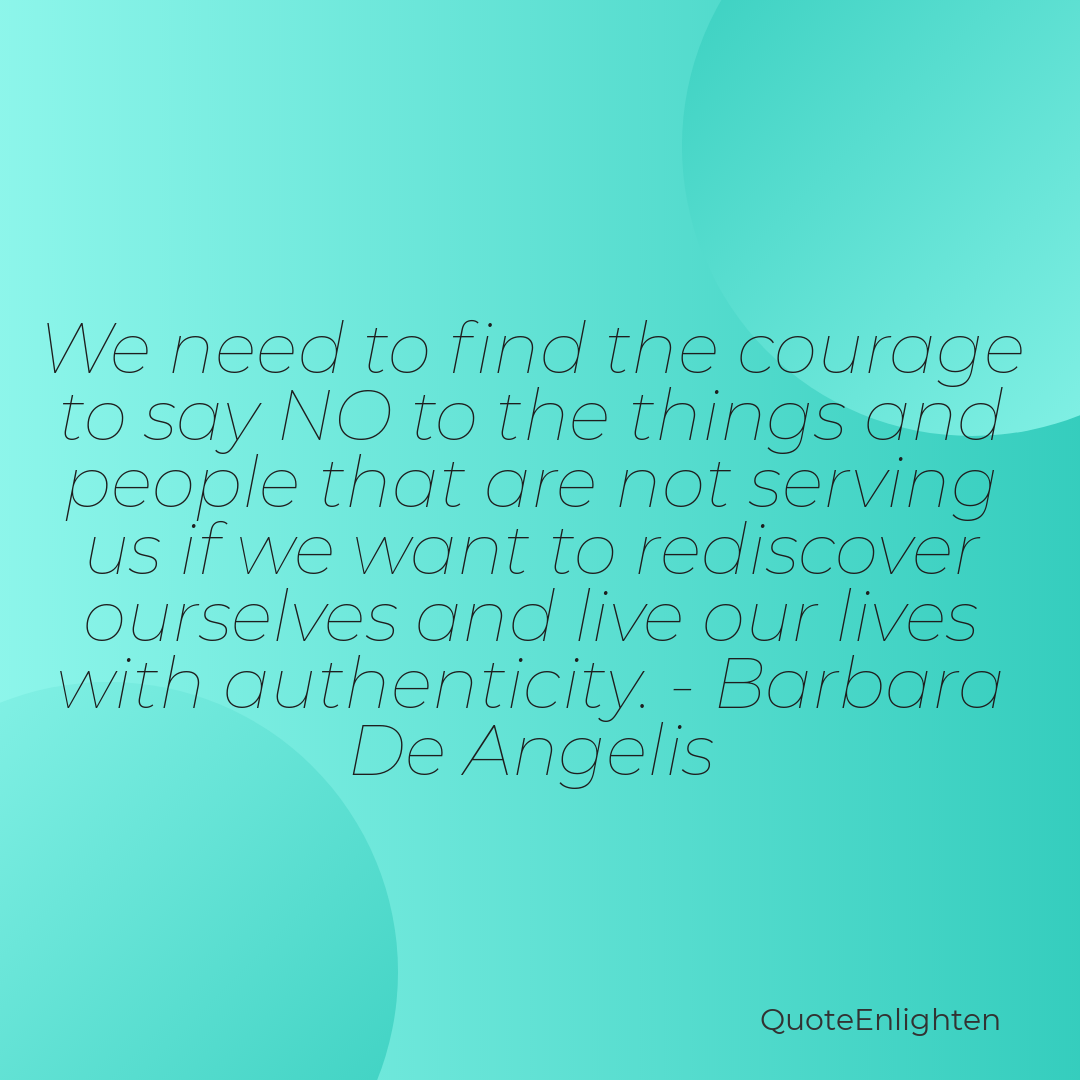 We need to find the courage
to say NO to the things and
people that are not serving
us if we want to rediscover
ourselves and live our lives
with authenticity. - Barbara
De Angelis
QuoteEnlighten